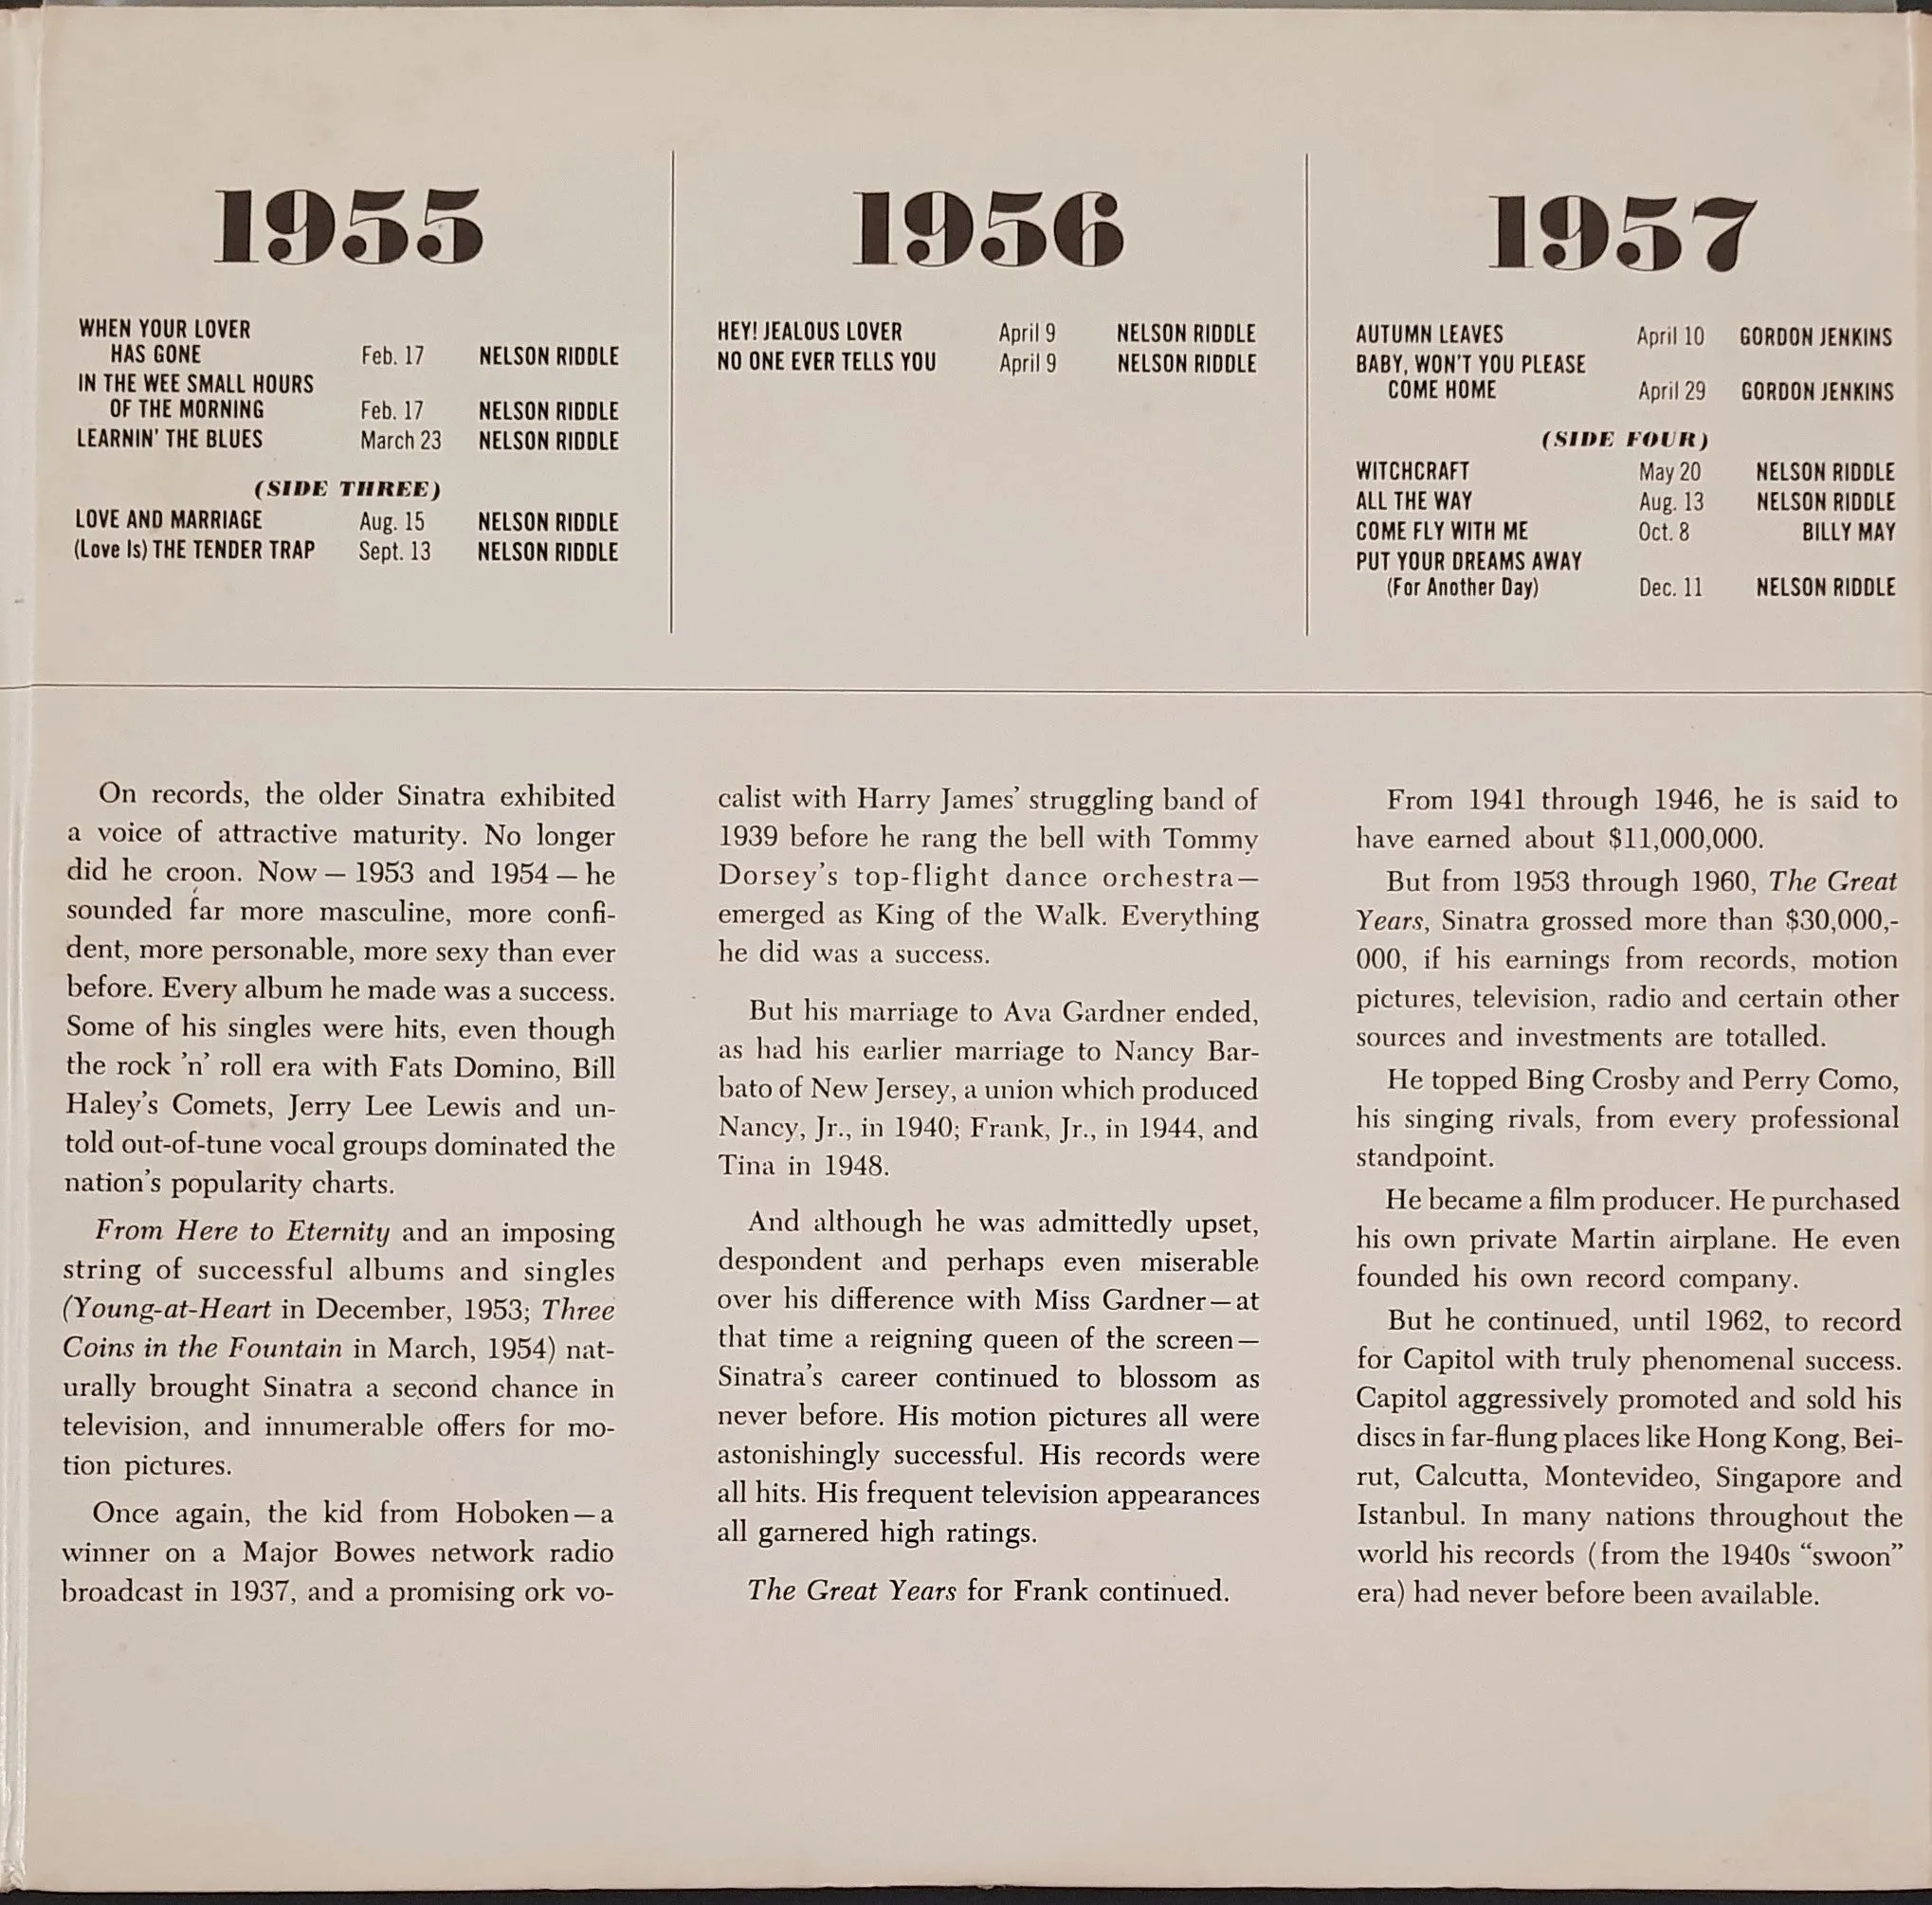 1955
WHEN YOUR LOVER
HAS GONE Feb. 17 NELSON RIDDLE
IN THE WEE SMALL HOURS
OF THE MORNING Feb. 17 NELSON RIDDLE
LEARNIN' THE BLUES March 23 NELSON RIDDLE
(SIDE THREE)
LOVE AND MARRIAGE Aug. 15 NELSON RIDDLE
(Love Is) THE TENDER TRAP Sept. 13 NELSON RIDDLE
1956
HEY! JEALOUS LOVER April 9 NELSON RIDDLE
NO ONE EVER TELLS YOU April 9 NELSON RIDDLE
1957
AUTUMN LEAVES April 10 GORDON JENKINS
BABY, WON'T YOU PLEASE
COME HOME April 29 GORDON JENKINS
(SIDE FOUR)
WITCHCRAFT May 20 NELSON RIDDLE
ALL THE WAY Aug. 13 NELSON RIDDLE
COME FLY WITH ME Oct. 8 BILLY MAY
PUT YOUR DREAMS AWAY
(For Another Day) Dec. 11 NELSON RIDDLE
On records, the older Sinatra exhibited
a voice of attractive maturity. No longer
did he croon. Now — 1953 and 1954 — he
sounded far more masculine, more confi-
dent, more personable, more sexy than ever
before. Every album he made was a success.
Some of his singles were hits, even though
the rock 'n' roll era with Fats Domino, Bill
Haley's Comets, Jerry Lee Lewis and un-
told out-of-tune vocal groups dominated the
nation's popularity charts.
From Here to Eternity and an imposing
string of successful albums and singles
(Young-at-Heart in December, 1953; Three
Coins in the Fountain in March, 1954) nat-
urally brought Sinatra a second chance in
television, and innumerable offers for mo-
tion pictures.
Once again, the kid from Hoboken — a
winner on a Major Bowes network radio
broadcast in 1937, and a promising ork vo-
calist with Harry James' struggling band of
1939 before he rang the bell with Tommy
Dorsey's top-flight dance orchestra—
emerged as King of the Walk. Everything
he did was a success.
But his marriage to Ava Gardner ended,
as had his earlier marriage to Nancy Bar-
bato of New Jersey, a union which produced
Nancy, Jr., in 1940; Frank, Jr., in 1944, and
Tina in 1948.
And although he was admittedly upset,
despondent and perhaps even miserable
over his difference with Miss Gardner — at
that time a reigning queen of the screen —
Sinatra's career continued to blossom as
never before. His motion pictures all were
astonishingly successful. His records were
all hits. His frequent television appearances
all garnered high ratings.
The Great Years for Frank continued.
From 1941 through 1946, he is said to
have earned about $11,000,000.
But from 1953 through 1960, The Great
Years, Sinatra grossed more than $30,000,-
000, if his earnings from records, motion
pictures, television, radio and certain other
sources and investments are totalled.
He topped Bing Crosby and Perry Como,
his singing rivals, from every professional
standpoint.
He became a film producer. He purchased
his own private Martin airplane. He even
founded his own record company.
But he continued, until 1962, to record
for Capitol with truly phenomenal success.
Capitol aggressively promoted and sold his
discs in far-flung places like Hong Kong, Bei-
rut, Calcutta, Montevideo, Singapore and
Istanbul. In many nations throughout the
world his records (from the 1940s “swoon”
era) had never before been available.